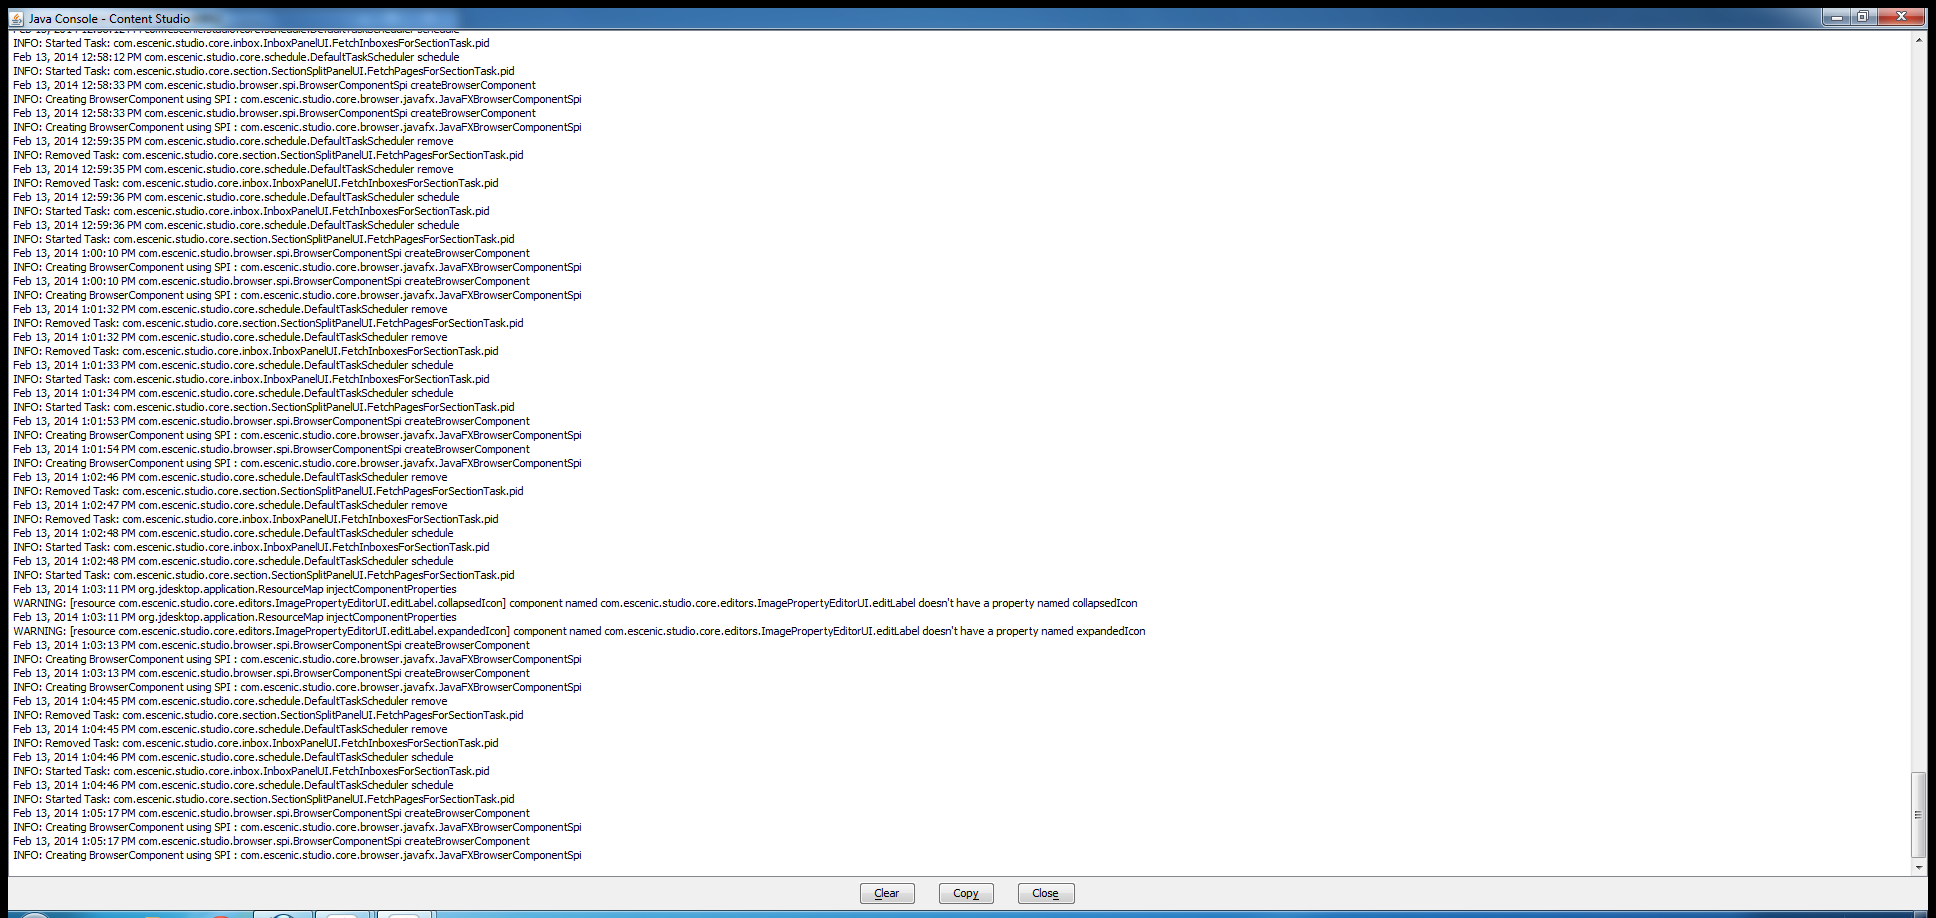 Java Console - Content Studio
Feb 13, 2014 12:58:12 PM com.escenic.studio.core.schedule.DefaultTaskScheduler schedule
INFO: Started Task: com.escenic.studio.core.inbox.InboxPanelUI.FetchInboxesForSectionTask.pid
Feb 13, 2014 12:58:12 PM com.escenic.studio.core.schedule.DefaultTaskScheduler schedule
INFO: Started Task: com.escenic.studio.core.section.SectionSplitPanelUI.FetchPagesForSectionTask.pid
Feb 13, 2014 12:58:33 PM com.escenic.studio.browser.spi.BrowserComponentSpi createBrowserComponent
INFO: Creating BrowserComponent using SPI : com.escenic.studio.core.browser.javafx.JavaFXBrowserComponentSpi
Feb 13, 2014 12:58:33 PM com.escenic.studio.browser.spi.BrowserComponentSpi createBrowserComponent
INFO: Creating BrowserComponent using SPI : com.escenic.studio.core.browser.javafx.JavaFXBrowserComponentSpi
Feb 13, 2014 12:59:35 PM com.escenic.studio.core.schedule.DefaultTaskScheduler remove
INFO: Removed Task: com.escenic.studio.core.section.SectionSplitPanelUI.FetchPagesForSectionTask.pid
Feb 13, 2014 12:59:35 PM com.escenic.studio.core.schedule.DefaultTaskScheduler remove
INFO: Removed Task: com.escenic.studio.core.inbox.InboxPanelUI.FetchInboxesForSectionTask.pid
Feb 13, 2014 12:59:36 PM com.escenic.studio.core.schedule.DefaultTaskScheduler schedule
INFO: Started Task: com.escenic.studio.core.inbox.InboxPanelUI.FetchInboxesForSectionTask.pid
Feb 13, 2014 12:59:36 PM com.escenic.studio.core.schedule.DefaultTaskScheduler schedule
INFO: Started Task: com.escenic.studio.core.section.SectionSplitPanelUI.FetchPagesForSectionTask.pid
Feb 13, 2014 1:00:10 PM com.escenic.studio.browser.spi.BrowserComponentSpi createBrowserComponent
INFO: Creating BrowserComponent using SPI : com.escenic.studio.core.browser.javafx.JavaFXBrowserComponentSpi
Feb 13, 2014 1:00:10 PM com.escenic.studio.browser.spi.BrowserComponentSpi createBrowserComponent
INFO: Creating BrowserComponent using SPI : com.escenic.studio.core.browser.javafx.JavaFXBrowserComponentSpi
Feb 13, 2014 1:01:32 PM com.escenic.studio.core.schedule.DefaultTaskScheduler remove
INFO: Removed Task: com.escenic.studio.core.section.SectionSplitPanelUI.FetchPagesForSectionTask.pid
Feb 13, 2014 1:01:32 PM com.escenic.studio.core.schedule.DefaultTaskScheduler remove
INFO: Removed Task: com.escenic.studio.core.inbox.InboxPanelUI.FetchInboxesForSectionTask.pid
Feb 13, 2014 1:01:33 PM com.escenic.studio.core.schedule.DefaultTaskScheduler schedule
INFO: Started Task: com.escenic.studio.core.inbox.InboxPanelUI.FetchInboxesForSectionTask.pid
Feb 13, 2014 1:01:34 PM com.escenic.studio.core.schedule.DefaultTaskScheduler schedule
INFO: Started Task: com.escenic.studio.core.section.SectionSplitPanelUI.FetchPagesForSectionTask.pid
Feb 13, 2014 1:01:53 PM com.escenic.studio.browser.spi.BrowserComponentSpi createBrowserComponent
INFO: Creating BrowserComponent using SPI : com.escenic.studio.core.browser.javafx.JavaFXBrowserComponentSpi
Feb 13, 2014 1:01:54 PM com.escenic.studio.browser.spi.BrowserComponentSpi createBrowserComponent
INFO: Creating BrowserComponent using SPI : com.escenic.studio.core.browser.javafx.JavaFXBrowserComponentSpi
Feb 13, 2014 1:02:46 PM com.escenic.studio.core.schedule.DefaultTaskScheduler remove
INFO: Removed Task: com.escenic.studio.core.section.SectionSplitPanelUI.FetchPagesForSectionTask.pid
Feb 13, 2014 1:02:47 PM com.escenic.studio.core.schedule.DefaultTaskScheduler remove
INFO: Removed Task: com.escenic.studio.core.inbox.InboxPanelUI.FetchInboxesForSectionTask.pid
Feb 13, 2014 1:02:48 PM com.escenic.studio.core.schedule.DefaultTaskScheduler schedule
INFO: Started Task: com.escenic.studio.core.inbox.InboxPanelUI.FetchInboxesForSectionTask.pid
Feb 13, 2014 1:02:48 PM com.escenic.studio.core.schedule.DefaultTaskScheduler schedule
INFO: Started Task: com.escenic.studio.core.section.SectionSplitPanelUI.FetchPagesForSectionTask.pid
Feb 13, 2014 1:03:11 PM org.jdesktop.application.ResourceMap injectComponentProperties
WARNING: [resource com.escenic.studio.core.editors.ImagePropertyEditorUI.editLabel.collapsedIcon] component named com.escenic.studio.core.editors.ImagePropertyEditorUI.editLabel doesn't have a property named collapsedIcon
Feb 13, 2014 1:03:11 PM org.jdesktop.application.ResourceMap injectComponentProperties
WARNING: [resource com.escenic.studio.core.editors.ImagePropertyEditorUI.editLabel.expandedIcon] component named com.escenic.studio.core.editors.ImagePropertyEditorUI.editLabel doesn't have a property named expandedIcon
Feb 13, 2014 1:03:13 PM com.escenic.studio.browser.spi.BrowserComponentSpi createBrowserComponent
INFO: Creating BrowserComponent using SPI : com.escenic.studio.core.browser.javafx.JavaFXBrowserComponentSpi
Feb 13, 2014 1:03:13 PM com.escenic.studio.browser.spi.BrowserComponentSpi createBrowserComponent
INFO: Creating BrowserComponent using SPI : com.escenic.studio.core.browser.javafx.JavaFXBrowserComponentSpi
Feb 13, 2014 1:04:45 PM com.escenic.studio.core.schedule.DefaultTaskScheduler remove
INFO: Removed Task: com.escenic.studio.core.section.SectionSplitPanelUI.FetchPagesForSectionTask.pid
Feb 13, 2014 1:04:45 PM com.escenic.studio.core.schedule.DefaultTaskScheduler remove
INFO: Removed Task: com.escenic.studio.core.inbox.InboxPanelUI.FetchInboxesForSectionTask.pid
Feb 13, 2014 1:04:46 PM com.escenic.studio.core.schedule.DefaultTaskScheduler schedule
INFO: Started Task: com.escenic.studio.core.inbox.InboxPanelUI.FetchInboxesForSectionTask.pid
Feb 13, 2014 1:04:46 PM com.escenic.studio.core.schedule.DefaultTaskScheduler schedule
INFO: Started Task: com.escenic.studio.core.section.SectionSplitPanelUI.FetchPagesForSectionTask.pid
Feb 13, 2014 1:05:17 PM com.escenic.studio.browser.spi.BrowserComponentSpi createBrowserComponent
INFO: Creating BrowserComponent using SPI : com.escenic.studio.core.browser.javafx.JavaFXBrowserComponentSpi
Feb 13, 2014 1:05:17 PM com.escenic.studio.browser.spi.BrowserComponentSpi createBrowserComponent
INFO: Creating BrowserComponent using SPI : com.escenic.studio.core.browser.javafx.JavaFXBrowserComponentSpi
Clear Copy Close